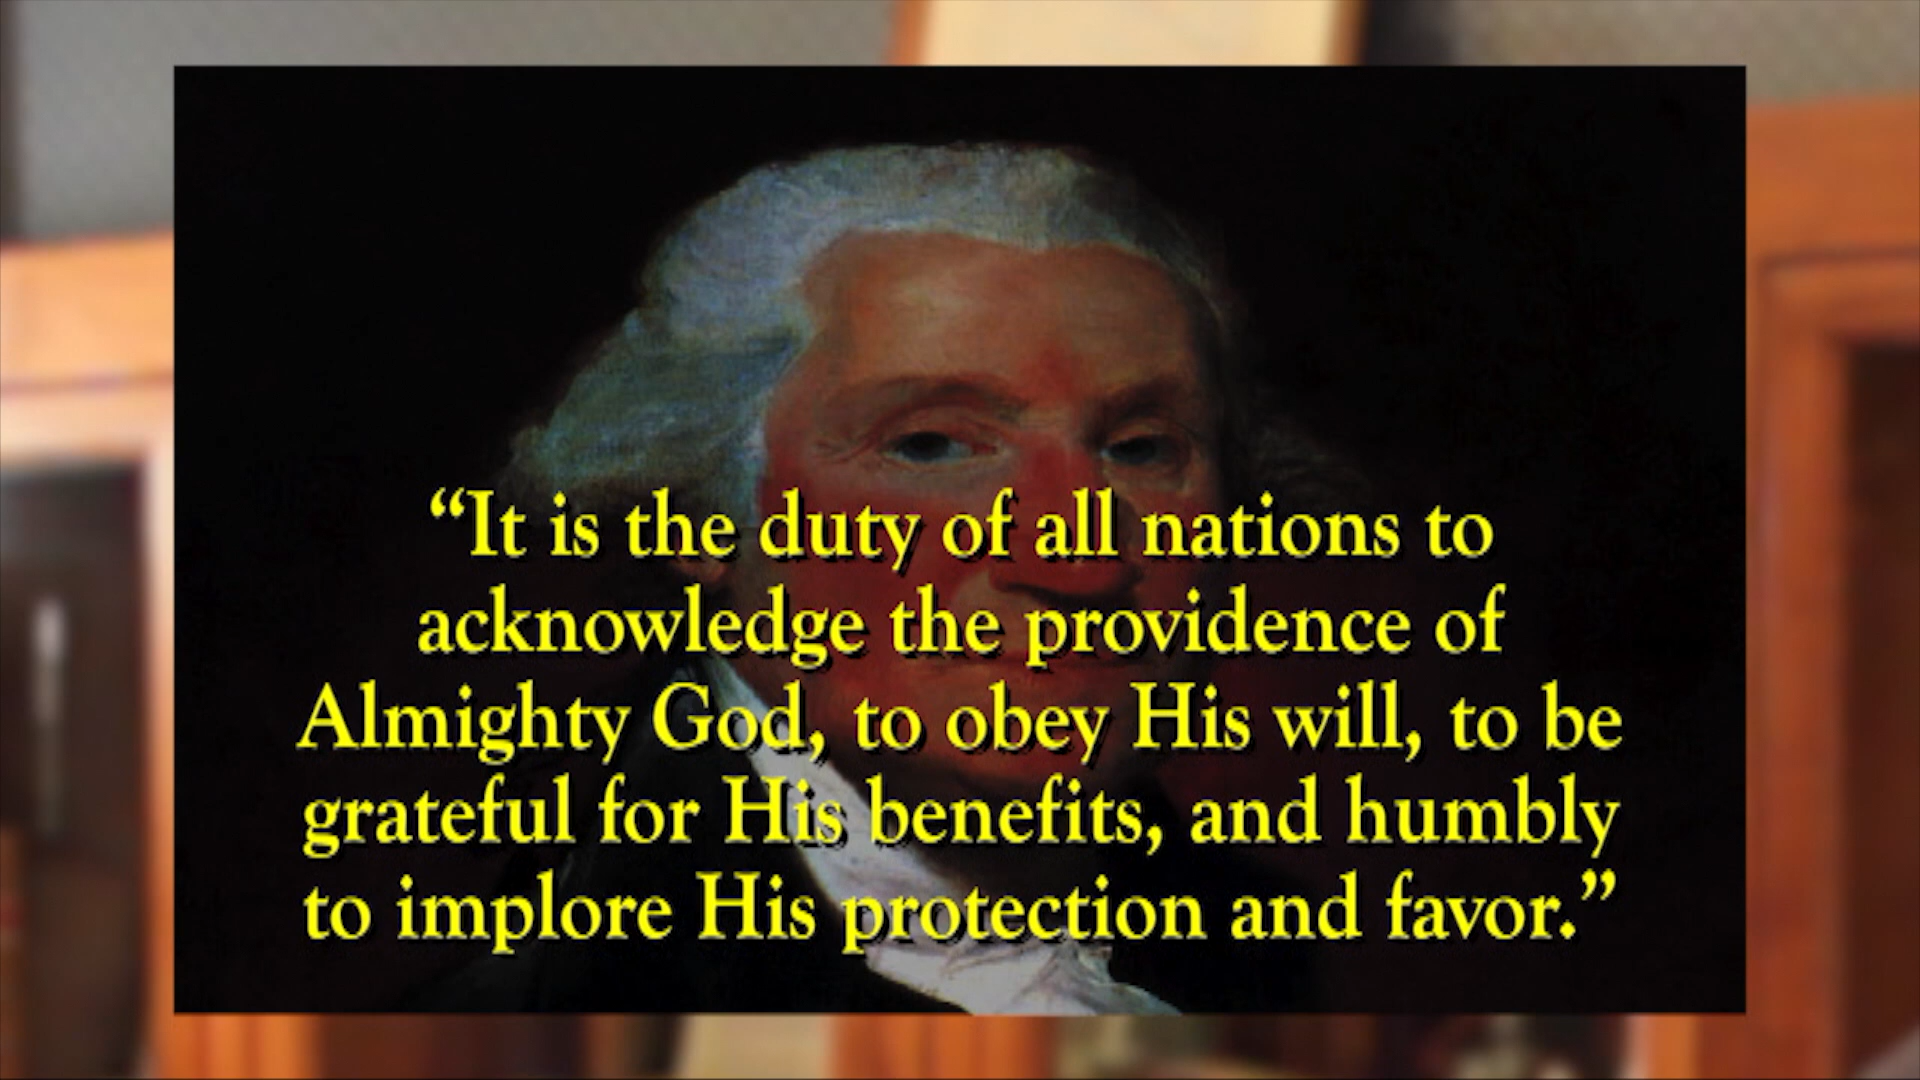 “It is the duty of all nations to
acknowledge the providence of
Almighty God, to obey His will, to be
grateful for His benefits, and humbly
to implore His protection and favor.”